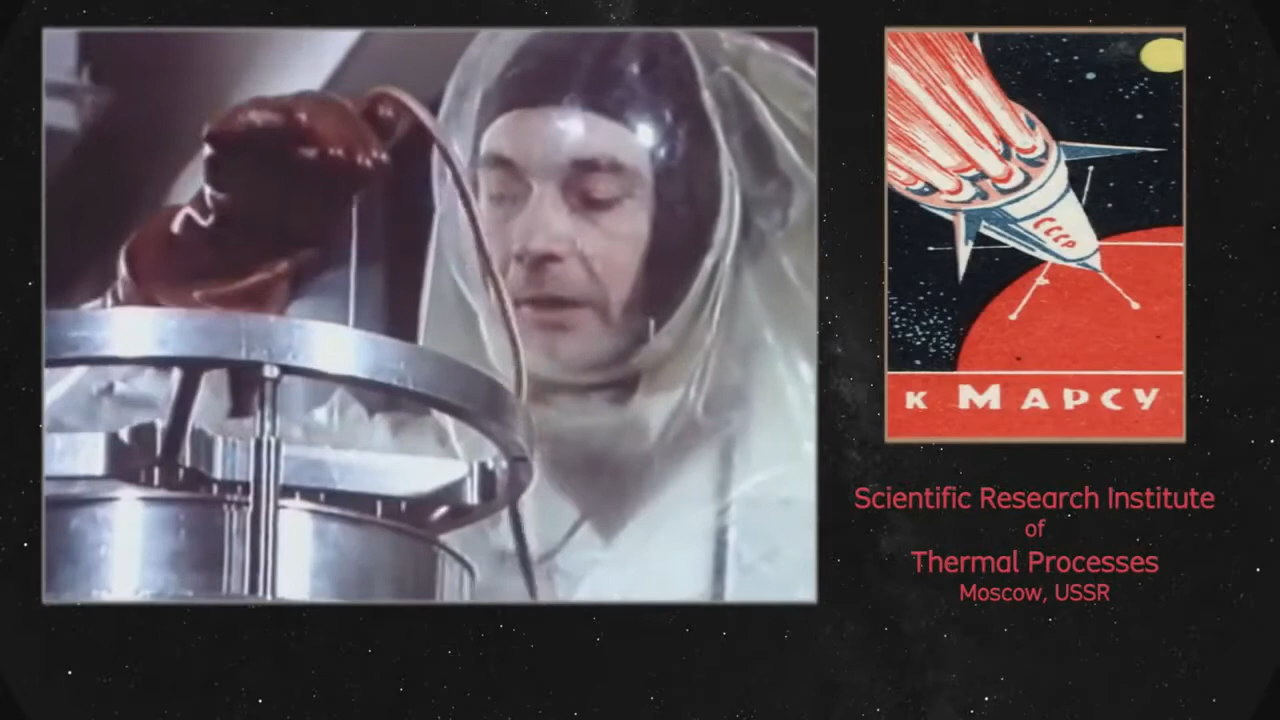 СССР
к МАРСУ
Scientific Research Institute
of
Thermal Processes
Moscow, USSR